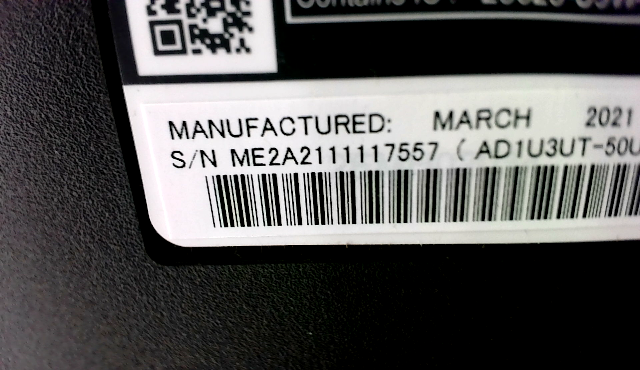 MANUFACTURED: MARCH 2021
S/N ME2A2111117557 ( AD1U3UT-50U